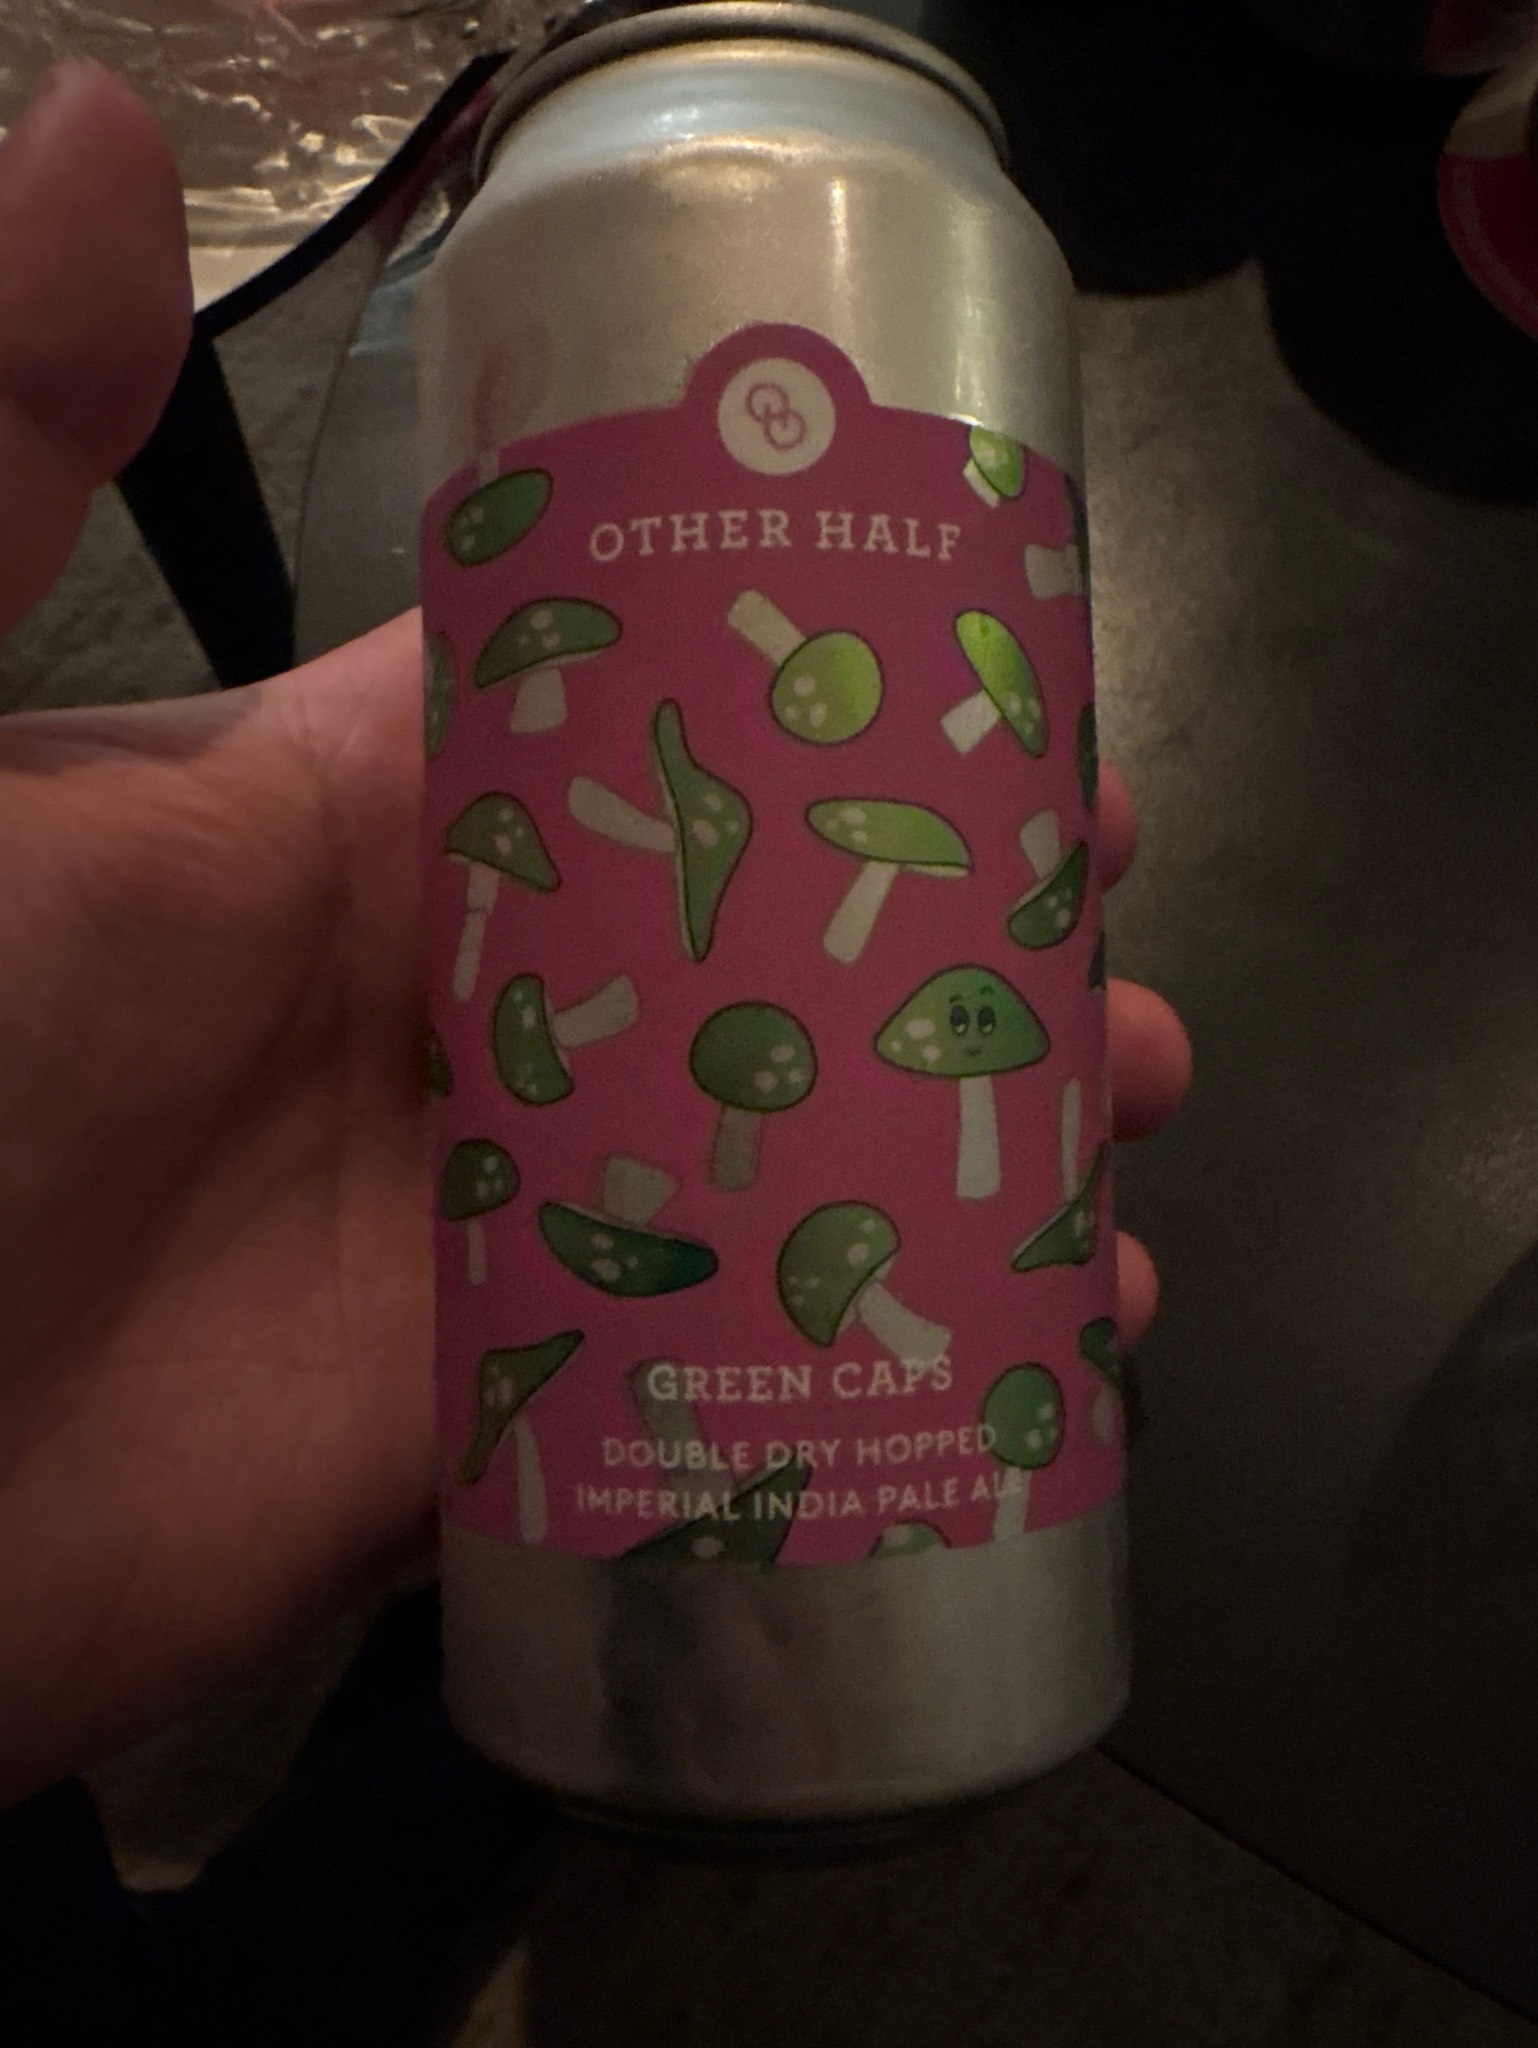 OTHER HALF
GREEN CAPS
DOUBLE DRY HOPPED
IMPERIAL INDIA PALE ALE